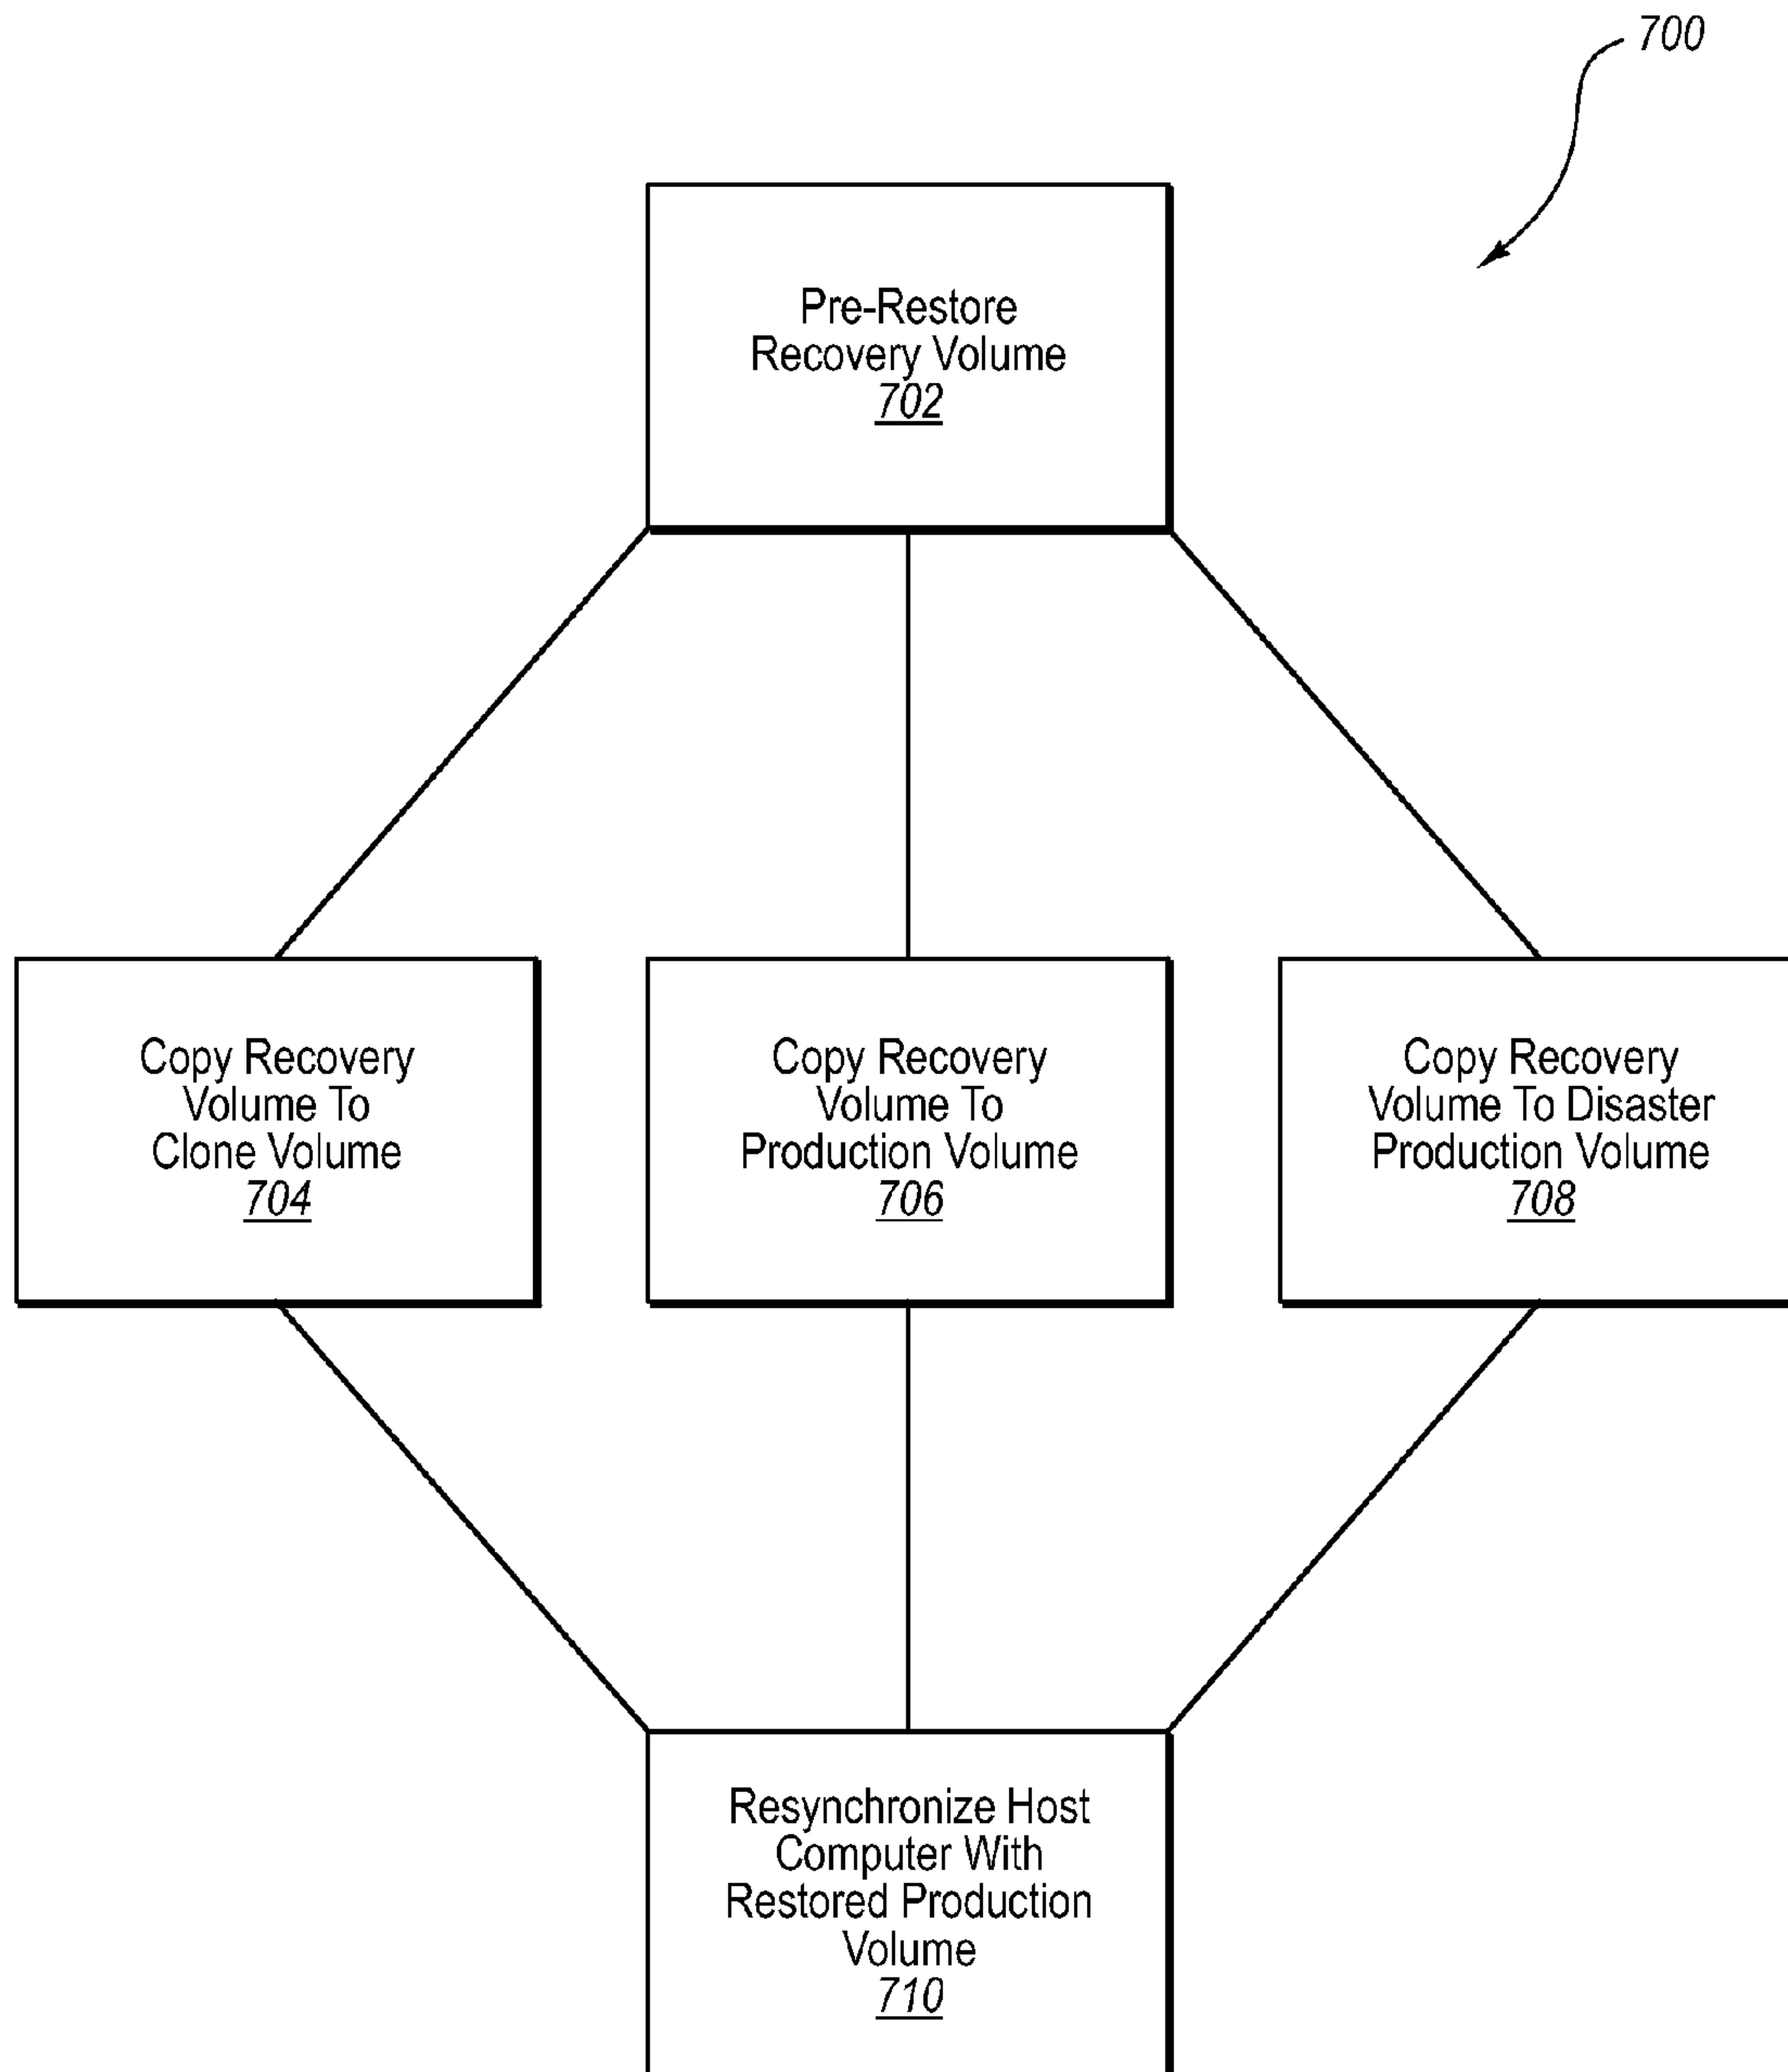 700
Pre-Restore
Recovery Volume
702
Copy Recovery
Volume To
Clone Volume
704
Copy Recovery
Volume To
Production Volume
706
Copy Recovery
Volume To Disaster
Production Volume
708
Resynchronize Host
Computer With
Restored Production
Volume
710